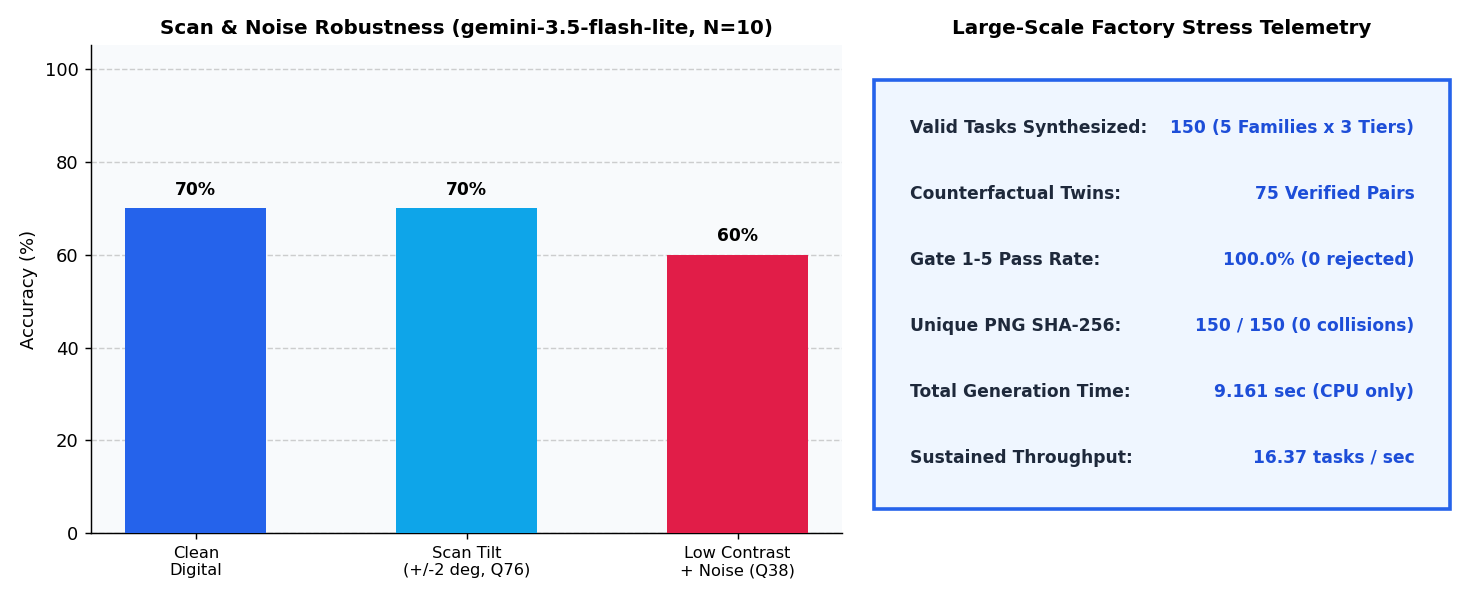 Scan & Noise Robustness (gemini-3.5-flash-lite, N=10)
Accuracy (%)
100
80
60
40
20
0
70%
70%
60%
Clean
Digital
Scan Tilt
(+/-2 deg, Q76)
Low Contrast
+ Noise (Q38)
Large-Scale Factory Stress Telemetry
Valid Tasks Synthesized: 150 (5 Families x 3 Tiers)
Counterfactual Twins: 75 Verified Pairs
Gate 1-5 Pass Rate: 100.0% (0 rejected)
Unique PNG SHA-256: 150 / 150 (0 collisions)
Total Generation Time: 9.161 sec (CPU only)
Sustained Throughput: 16.37 tasks / sec